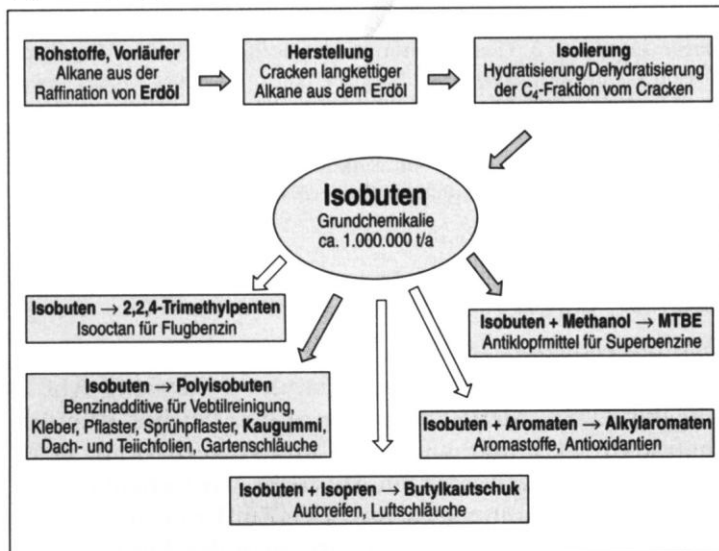 Rohstoffe, Vorläufer
Alkane aus der
Raffination von Erdöl
Herstellung
Cracken langkettiger
Alkane aus dem Erdöl
Isolierung
Hydratisierung/Dehydratisierung
der C₄-Fraktion vom Cracken
Isobuten
Grundchemikalie
ca. 1.000.000 t/a
Isobuten → 2,2,4-Trimethylpenten
Isooctan für Flugbenzin
Isobuten + Methanol → MTBE
Antiklopfmittel für Superbenzine
Isobuten → Polyisobuten
Benzinadditive für Vebtilreinigung,
Kleber, Pflaster, Sprühpflaster, Kaugummi,
Dach- und Teiichfolien, Gartenschläuche
Isobuten + Aromaten → Alkylaromaten
Aromastoffe, Antioxidantien
Isobuten + Isopren → Butylkautschuk
Autoreifen, Luftschläuche